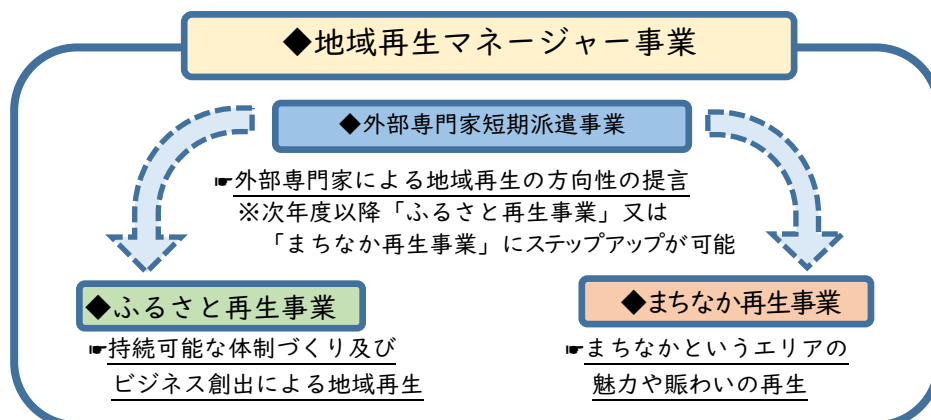 ◆地域再生マネージャー事業
◆外部専門家短期派遣事業
☛外部専門家による地域再生の方向性の提言
※次年度以降「ふるさと再生事業」又は
「まちなか再生事業」にステップアップが可能
◆ふるさと再生事業
☛持続可能な体制づくり及び
ビジネス創出による地域再生
◆まちなか再生事業
☛まちなかというエリアの
魅力や賑わいの再生